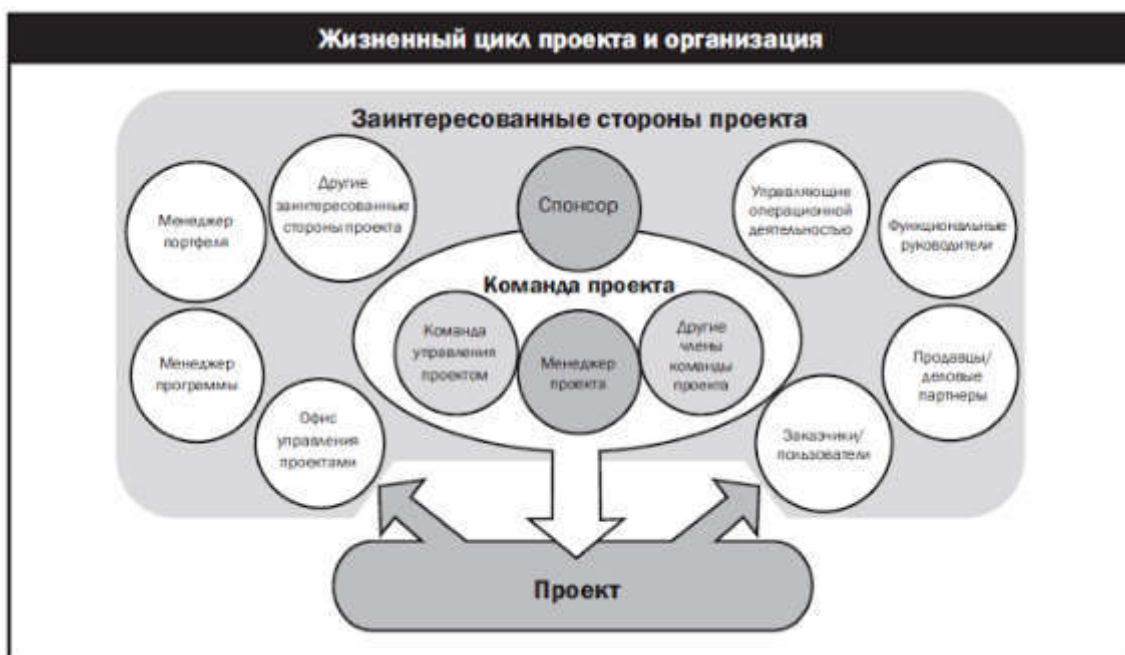 Жизненный цикл проекта и организация
Заинтересованные стороны проекта
Менеджер
портфеля
Другие
заинтересованные
стороны проекта
Спонсор
Управляющие
операционной
деятельностью
Функциональные
руководители
Команда проекта
Команда
управления
проектом
Менеджер
проекта
Другие
члены
команды
проекта
Менеджер
программы
Офис
управления
проектами
Заказчики/
пользователи
Продавцы/
деловые
партнеры
Проект